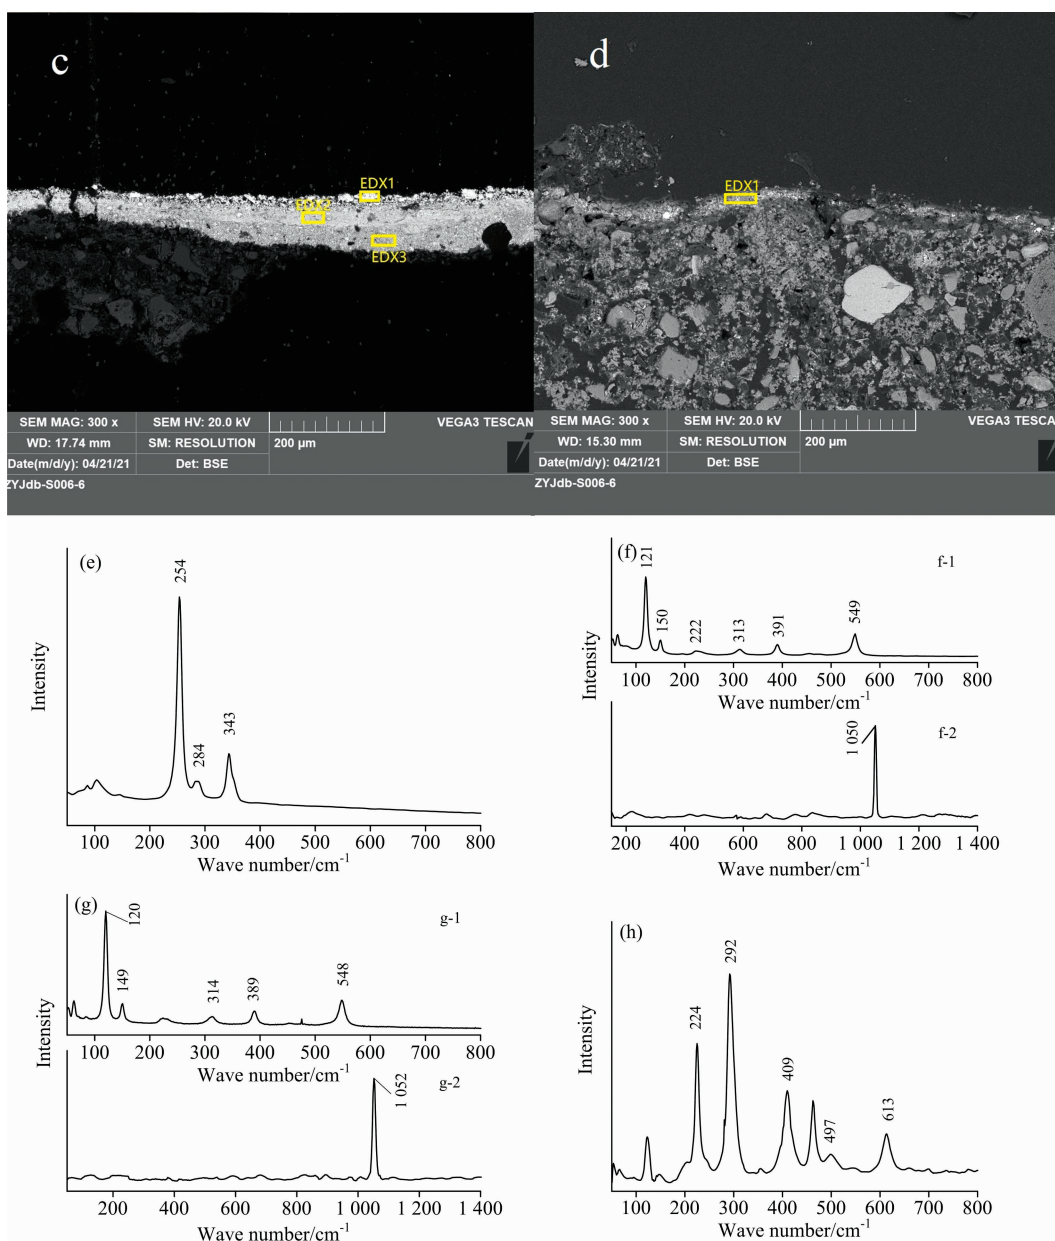 c
EDX1
EDX2
EDX3
SEM MAG: 300 x SEM HV: 20.0 kV VEGA3 TESCAN
WD: 17.74 mm SM: RESOLUTION 200 µm
Date(m/d/y): 04/21/21 Det: BSE
ZYJdb-S006-6
d
EDX1
SEM MAG: 300 x SEM HV: 20.0 kV VEGA3 TESCA
WD: 15.30 mm SM: RESOLUTION 200 µm
Date(m/d/y): 04/21/21 Det: BSE
ZYJdb-S006-6
(e)
254
284
343
Intensity
100 200 300 400 500 600 700 800
Wave number/cm-1
(f)
f-1
121
150
222
313
391
549
100 200 300 400 500 600 700 800
Wave number/cm-1
Intensity
f-2
1 050
200 400 600 800 1 000 1 200 1 400
Wave number/cm-1
(g)
g-1
120
149
314
389
548
100 200 300 400 500 600 700 800
Wave number/cm-1
Intensity
g-2
1 052
200 400 600 800 1 000 1 200 1 400
Wave number/cm-1
(h)
224
292
409
497
613
Intensity
100 200 300 400 500 600 700 800
Wave number/cm-1